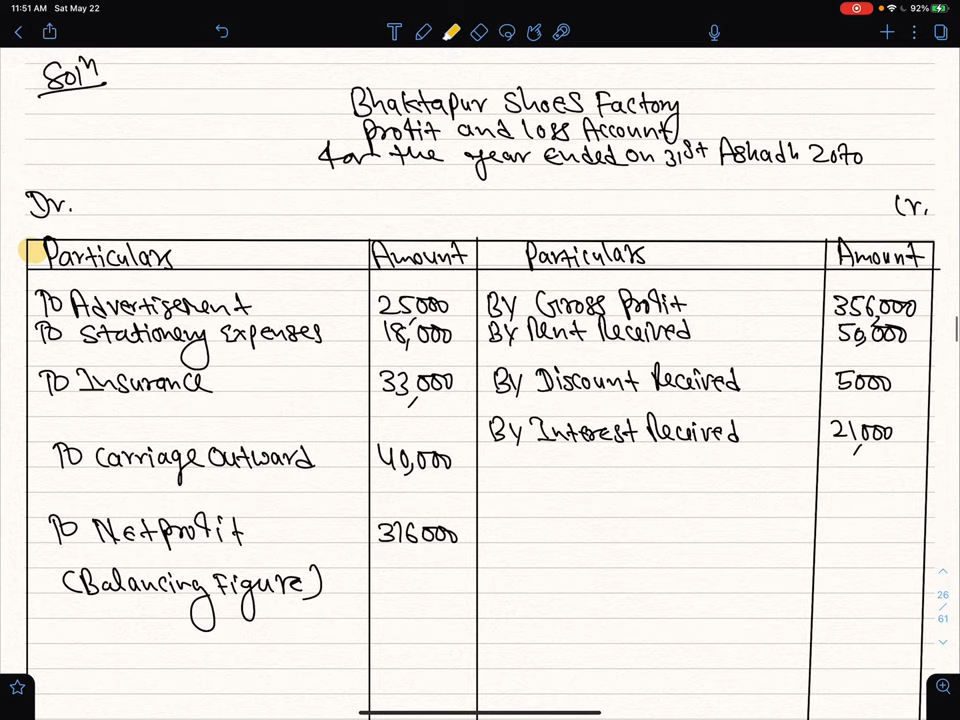 11:51 AM Sat May 22
92%
Soln
Bhaktapur Shoes Factory
Profit and loss Account
for the year ended on 31st Ashadh 2070
Dr. Cr.
Particulars Amount Particulars Amount
To Advertisement 25000 By Gross profit 356,000
To Stationery Expenses 18,000 By Rent Received 50,000
To Insurance 33,000 By Discount Received 5000
By Interest Received 21,000
To Carriage Outward 40,000
To Net profit 316000
(Balancing Figure)
26
/
61